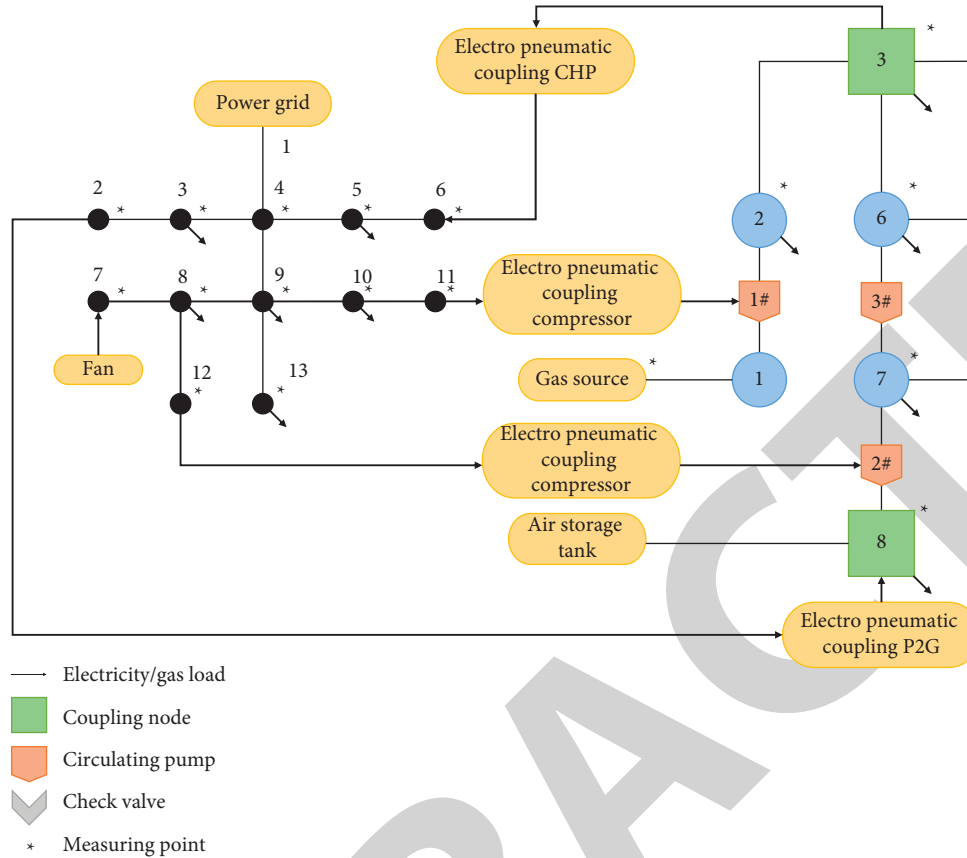 Electro pneumatic
coupling CHP
*
3
Power grid
1
2
3
4
5
6
*
*
*
*
*
*
2
*
6
*
7
8
9
10
11
*
*
*
*
*
Electro pneumatic
coupling
compressor
1#
3#
Fan
12
*
13
*
Gas source
*
1
7
*
Electro pneumatic
coupling
compressor
2#
Air storage
tank
8
*
Electro pneumatic
coupling P2G
Electricity/gas load
Coupling node
Circulating pump
Check valve
* Measuring point